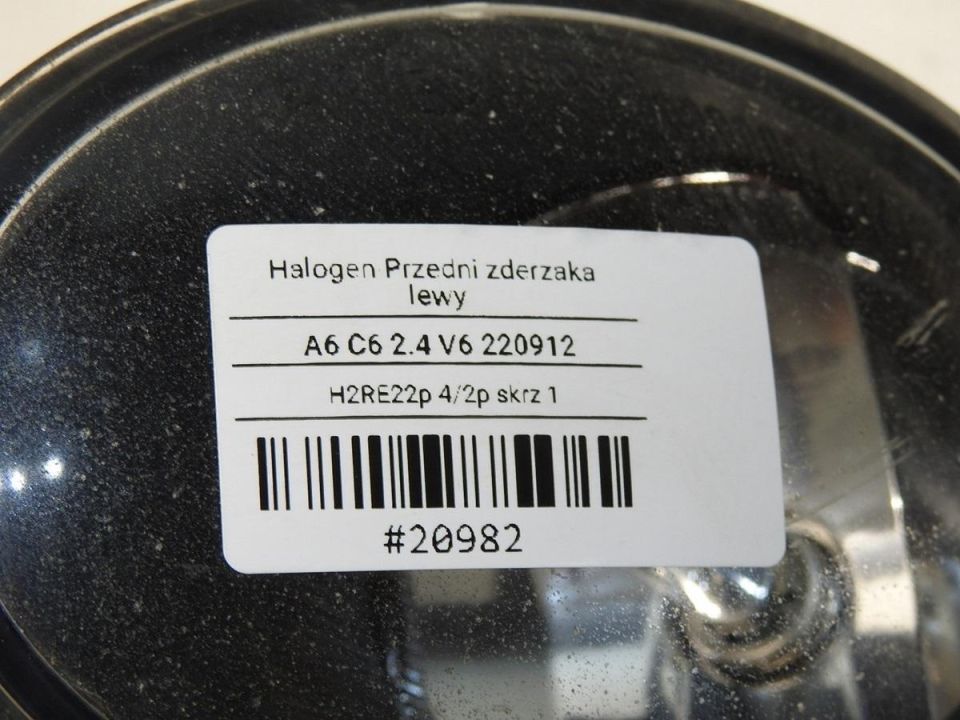 Halogen Przedni zderzaka
lewy
A6 C6 2.4 V6 220912
H2RE22p 4/2p skrz 1
#20982